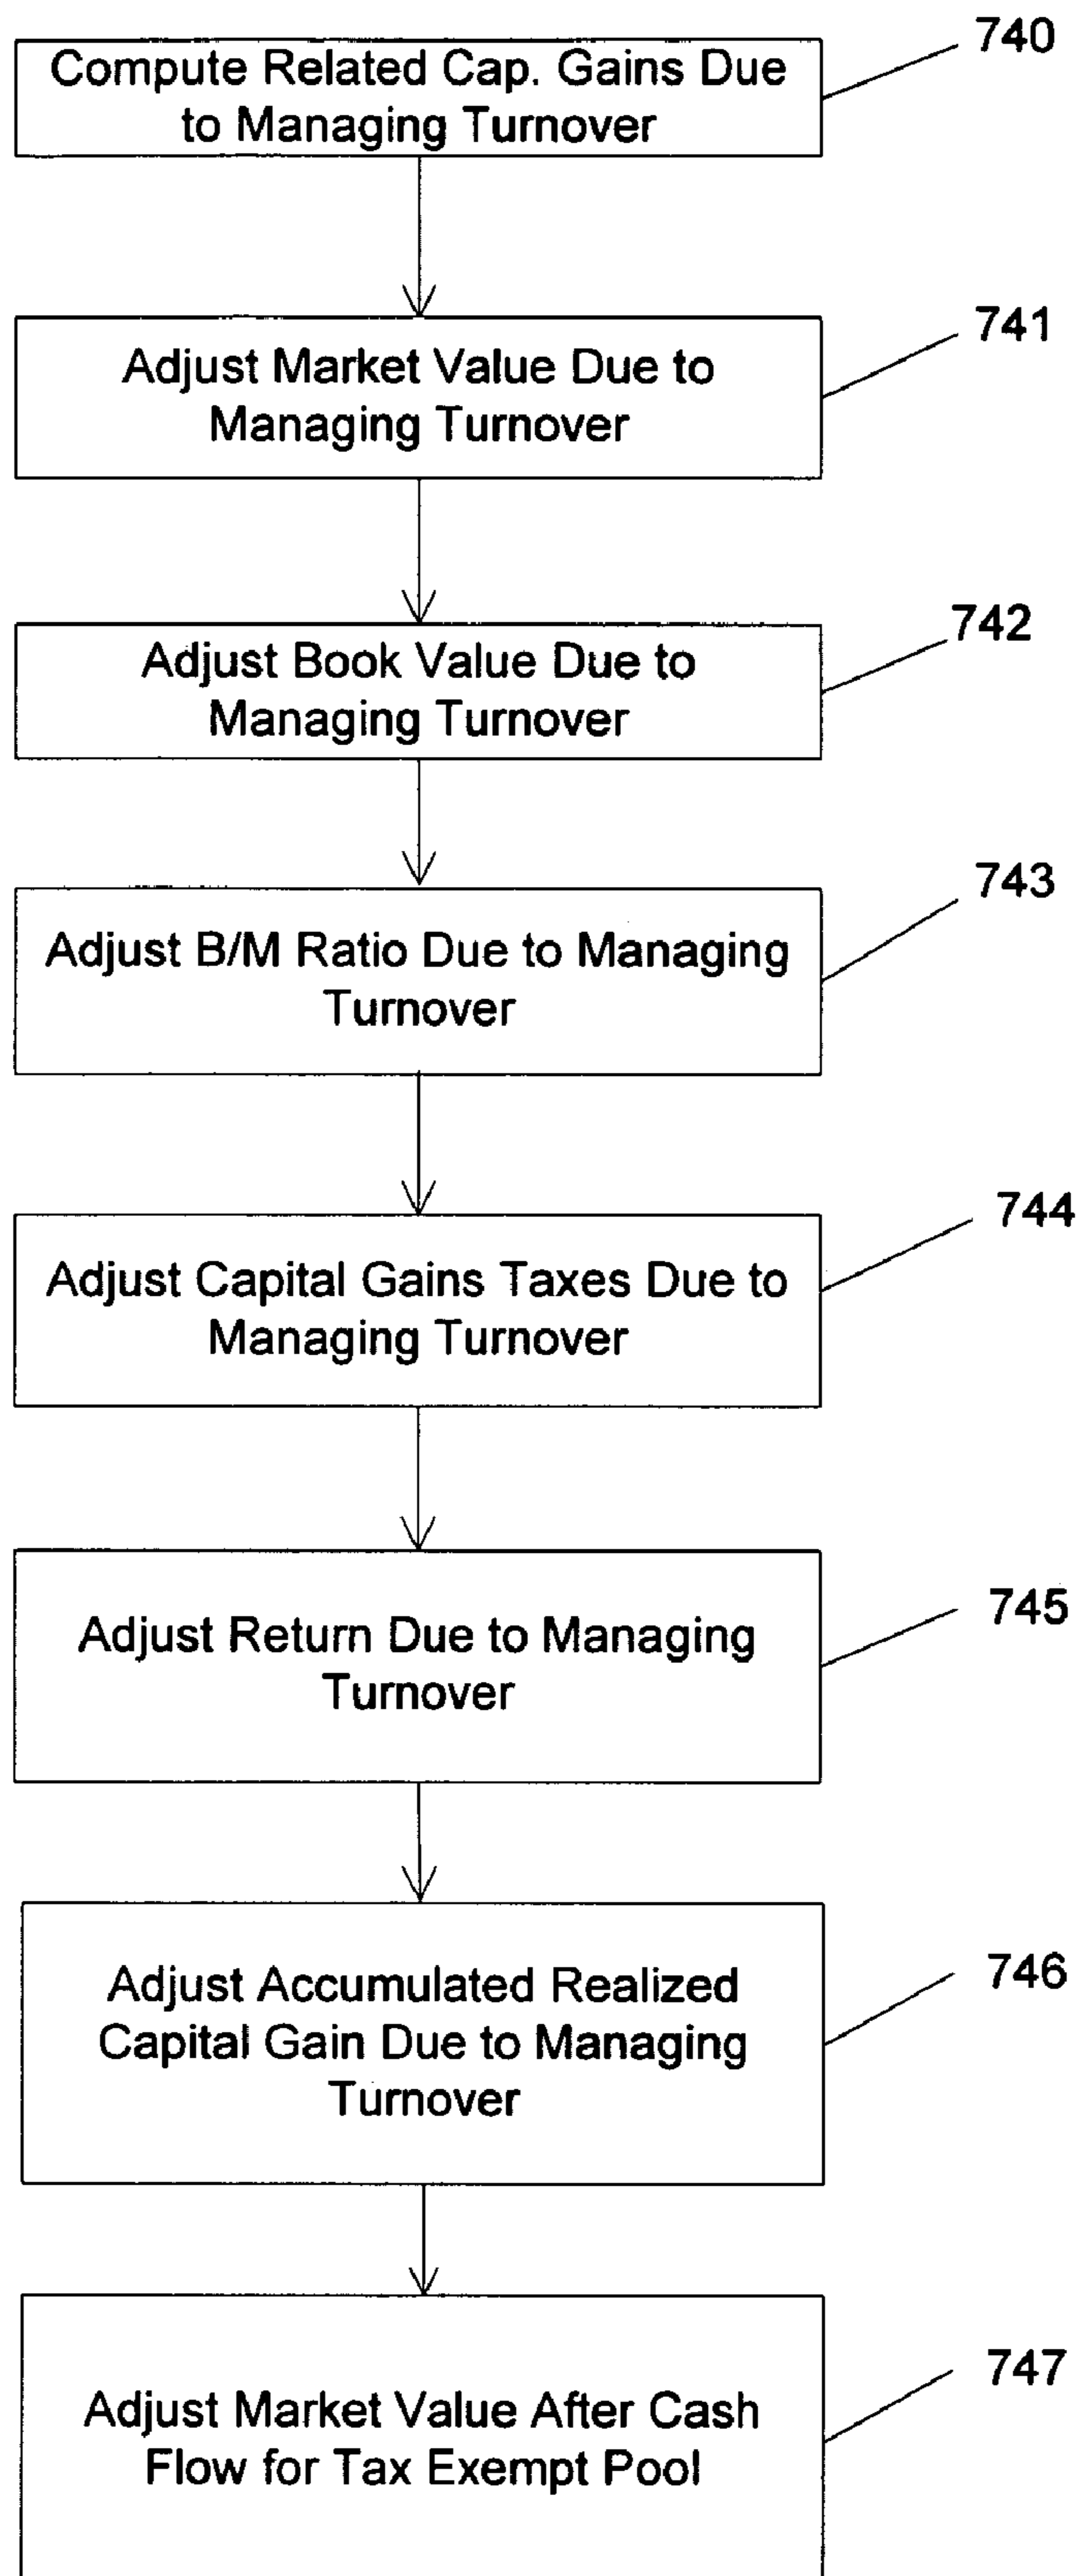 740
Compute Related Cap. Gains Due
to Managing Turnover
741
Adjust Market Value Due to
Managing Turnover
742
Adjust Book Value Due to
Managing Turnover
743
Adjust B/M Ratio Due to Managing
Turnover
744
Adjust Capital Gains Taxes Due to
Managing Turnover
745
Adjust Return Due to Managing
Turnover
746
Adjust Accumulated Realized
Capital Gain Due to Managing
Turnover
747
Adjust Market Value After Cash
Flow for Tax Exempt Pool